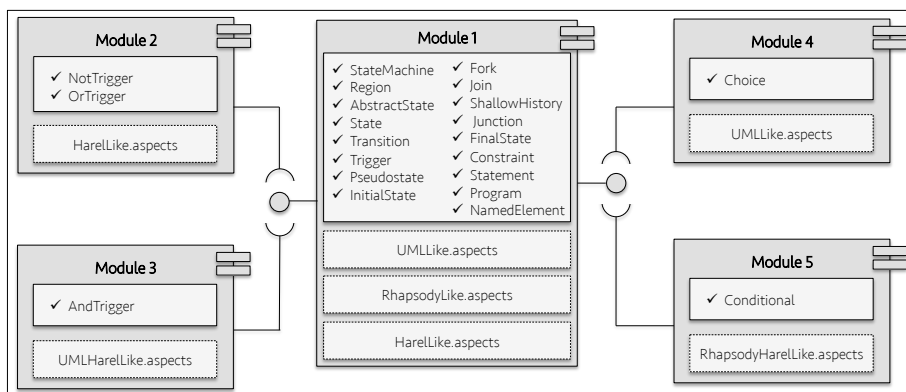 Module 2
✓ NotTrigger
✓ OrTrigger
HarelLike.aspects
Module 3
✓ AndTrigger
UMLHarelLike.aspects
Module 1
✓ StateMachine
✓ Region
✓ AbstractState
✓ State
✓ Transition
✓ Trigger
✓ Pseudostate
✓ InitialState
✓ Fork
✓ Join
✓ ShallowHistory
✓ Junction
✓ FinalState
✓ Constraint
✓ Statement
✓ Program
✓ NamedElement
UMLLike.aspects
RhapsodyLike.aspects
HarelLike.aspects
Module 4
✓ Choice
UMLLike.aspects
Module 5
✓ Conditional
RhapsodyHarelLike.aspects